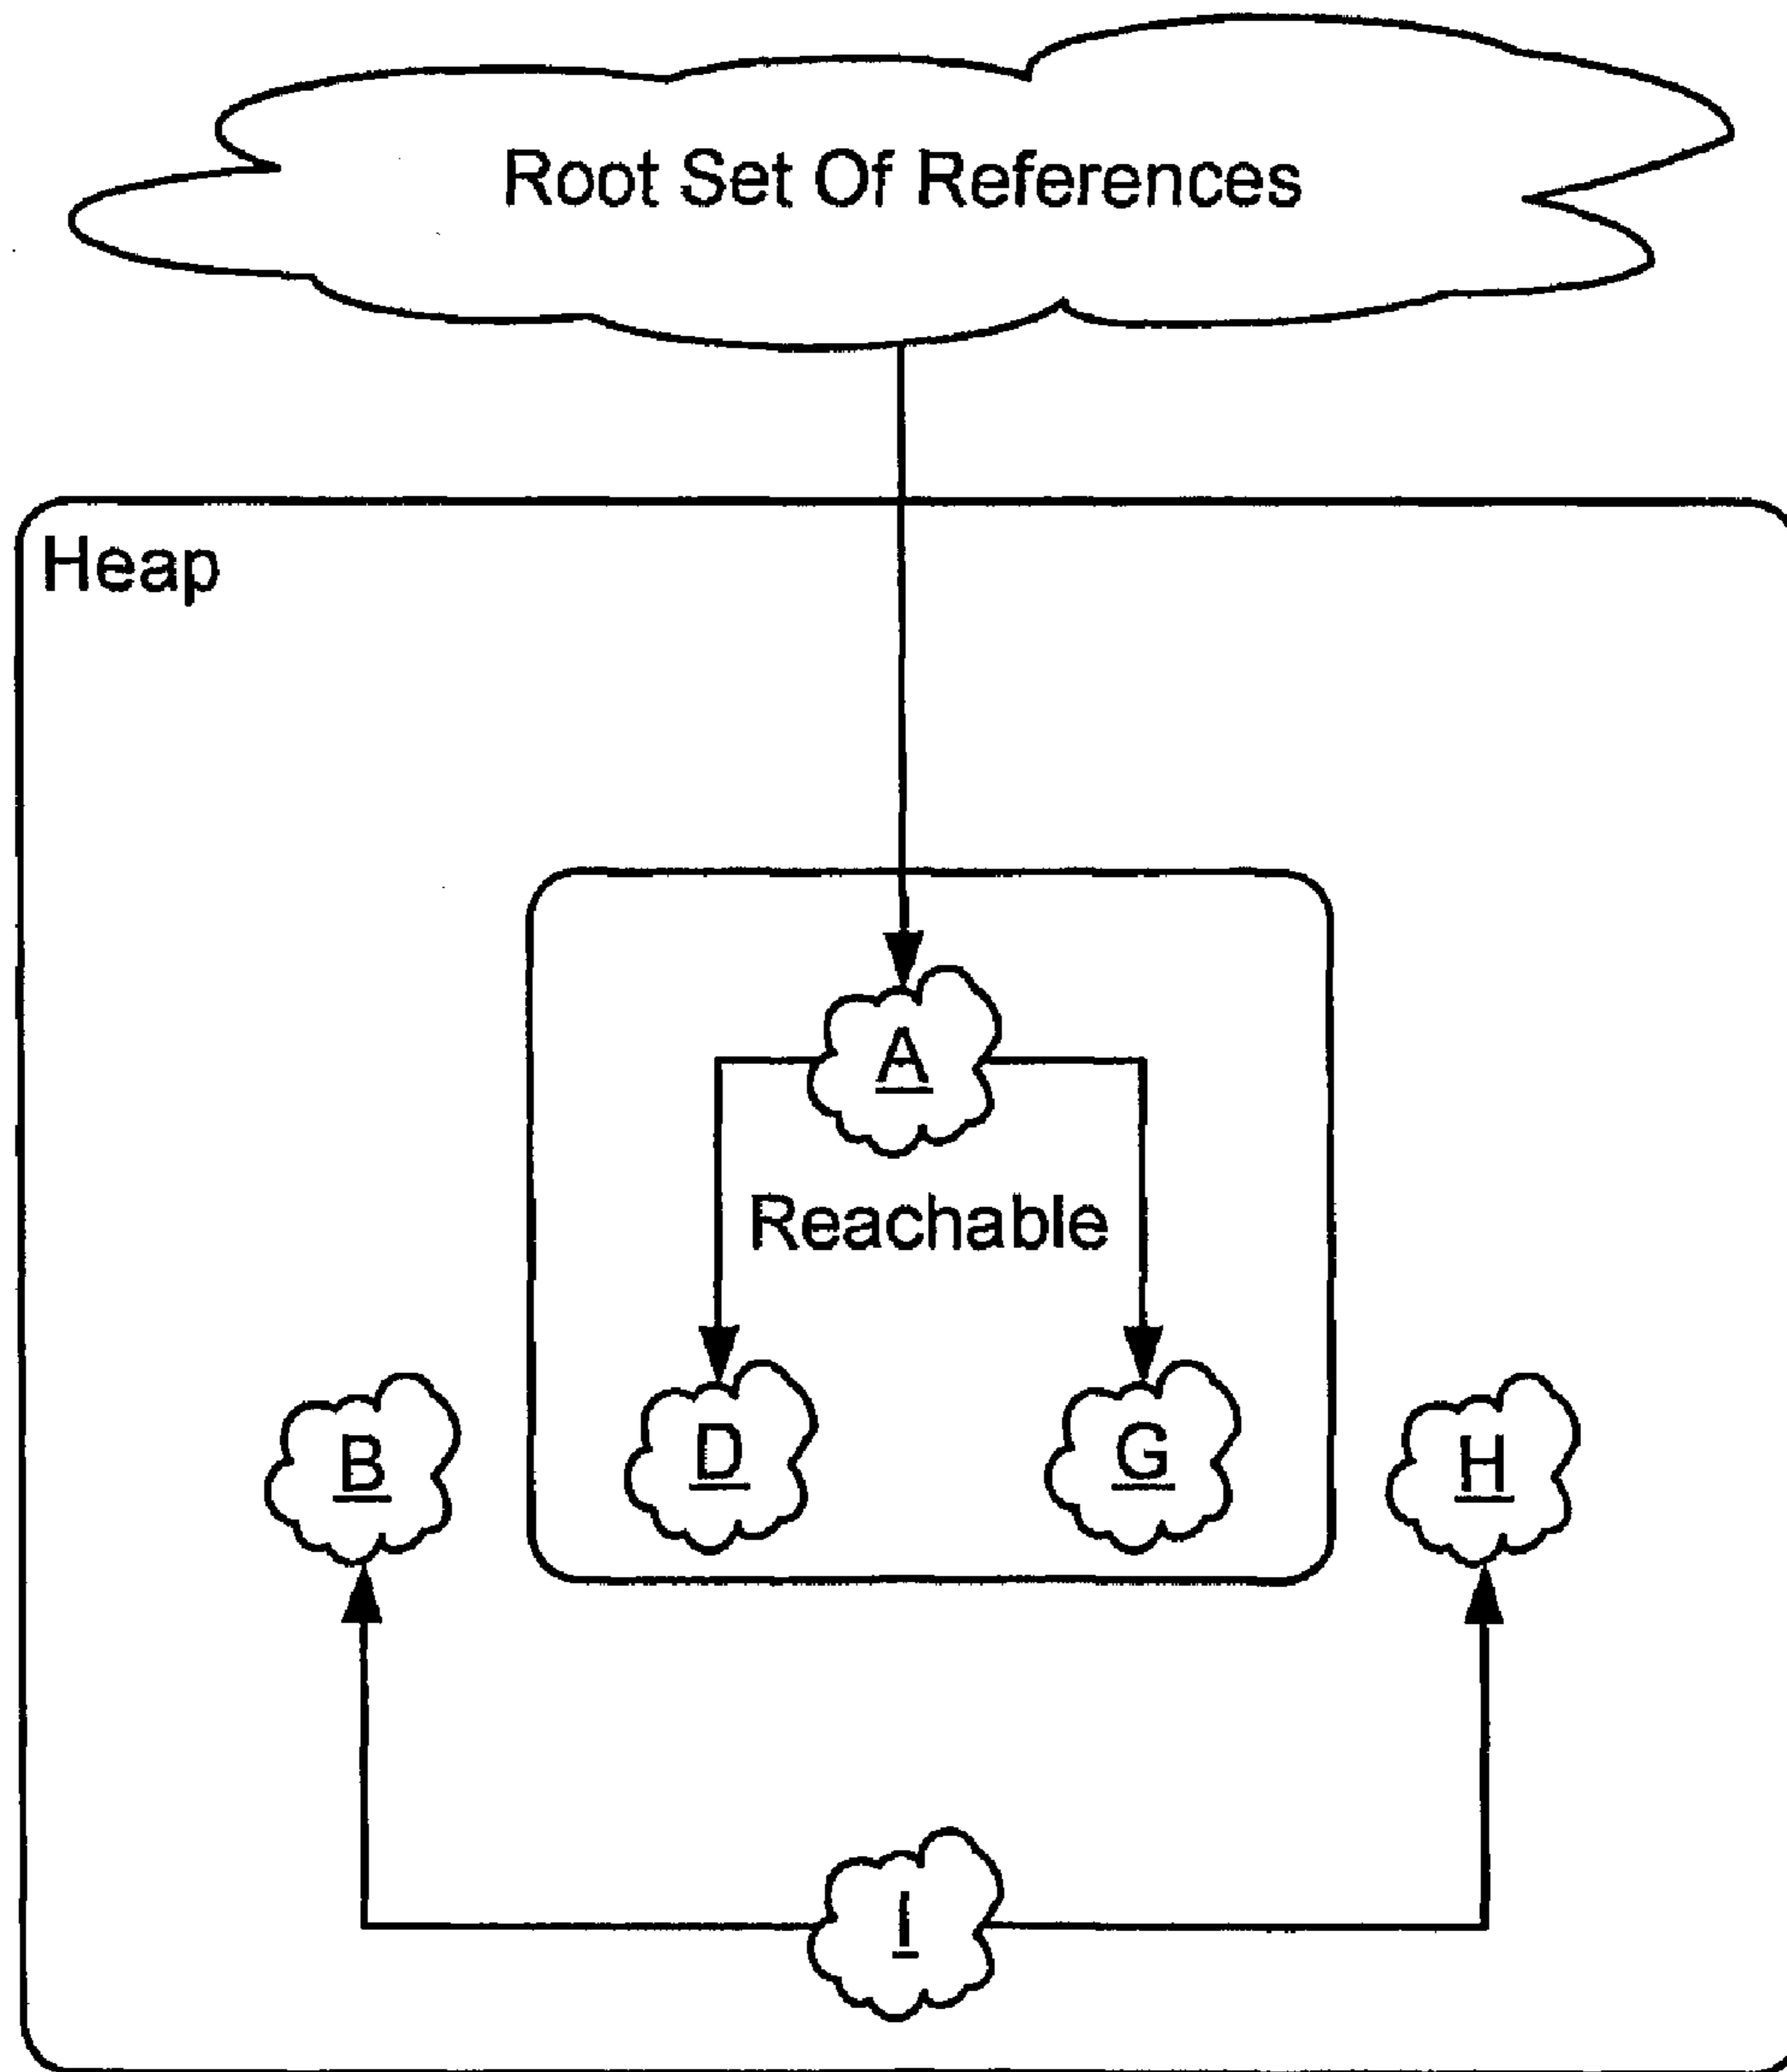 Root Set Of References
Heap
A
Reachable
D
G
B
H
I